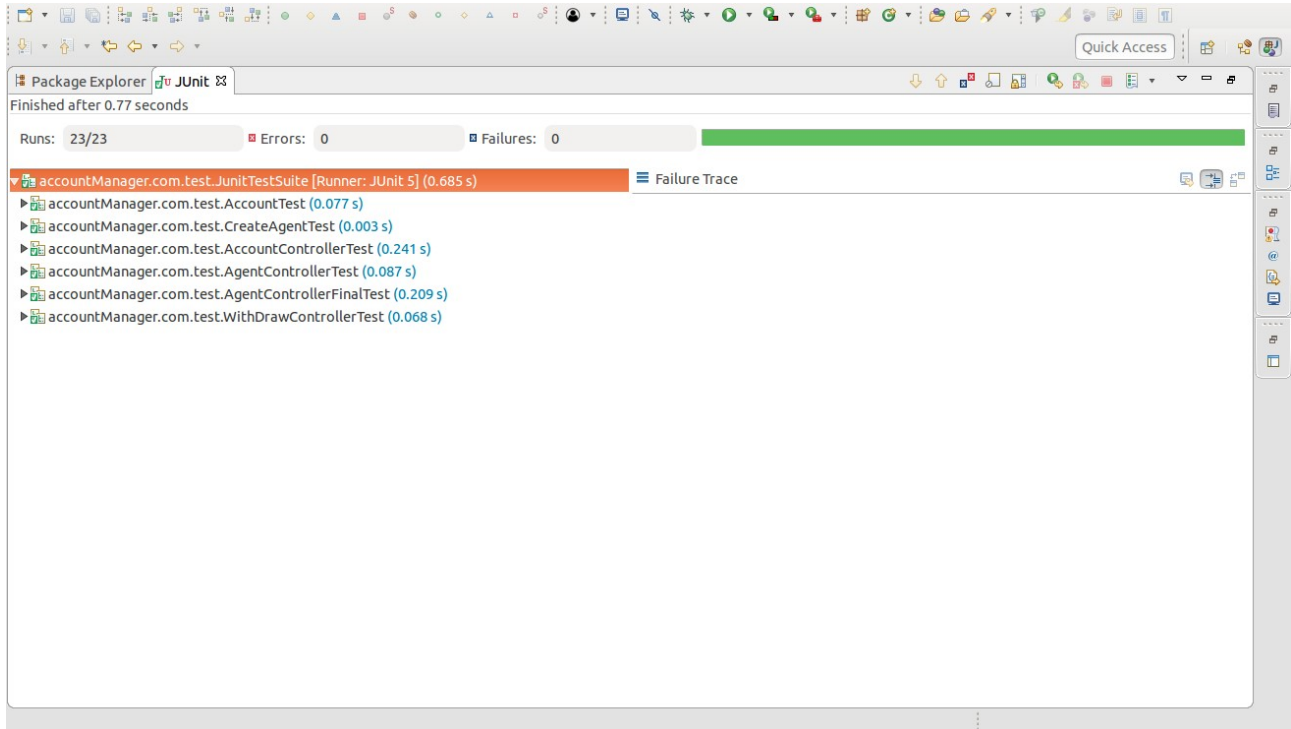 Quick Access
Package Explorer JUnit
Finished after 0.77 seconds
Runs: 23/23 Errors: 0 Failures: 0
accountManager.com.test.JunitTestSuite [Runner: JUnit 5] (0.685 s)
Failure Trace
accountManager.com.test.AccountTest (0.077 s)
accountManager.com.test.CreateAgentTest (0.003 s)
accountManager.com.test.AccountControllerTest (0.241 s)
accountManager.com.test.AgentControllerTest (0.087 s)
accountManager.com.test.AgentControllerFinalTest (0.209 s)
accountManager.com.test.WithDrawControllerTest (0.068 s)